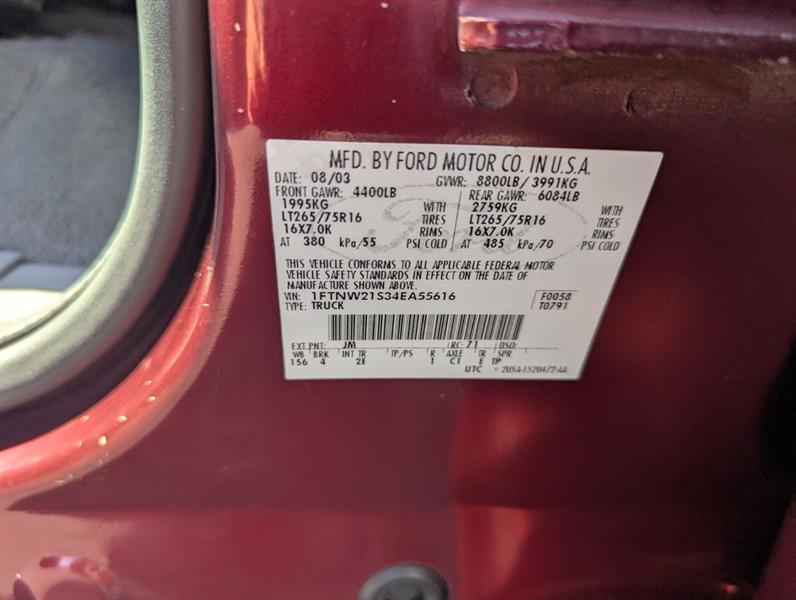 MFD. BY FORD MOTOR CO. IN U.S.A.
DATE: 08/03 GVWR: 8800LB/ 3991KG
FRONT GAWR: 4400LB REAR GAWR: 6084LB
1995KG WITH 2759KG WITH
LT265/75R16 TIRES LT265/75R16 TIRES
16X7.0K RIMS 16X7.0K RIMS
AT 380 kPa/55 PSI COLD AT 485 kPa/70 PSI COLD
THIS VEHICLE CONFORMS TO ALL APPLICABLE FEDERAL MOTOR
VEHICLE SAFETY STANDARDS IN EFFECT ON THE DATE OF
MANUFACTURE SHOWN ABOVE.
VIN: 1FTNW21S34EA55616 F0058
TYPE: TRUCK T0791
EXT PNT: JM RC: 71 DSO:
WB BRK INT TR TP/PS R AXLE TR SPR
156 4 2E 1 C1 E TP
UTC 2U5A-1520472-AA